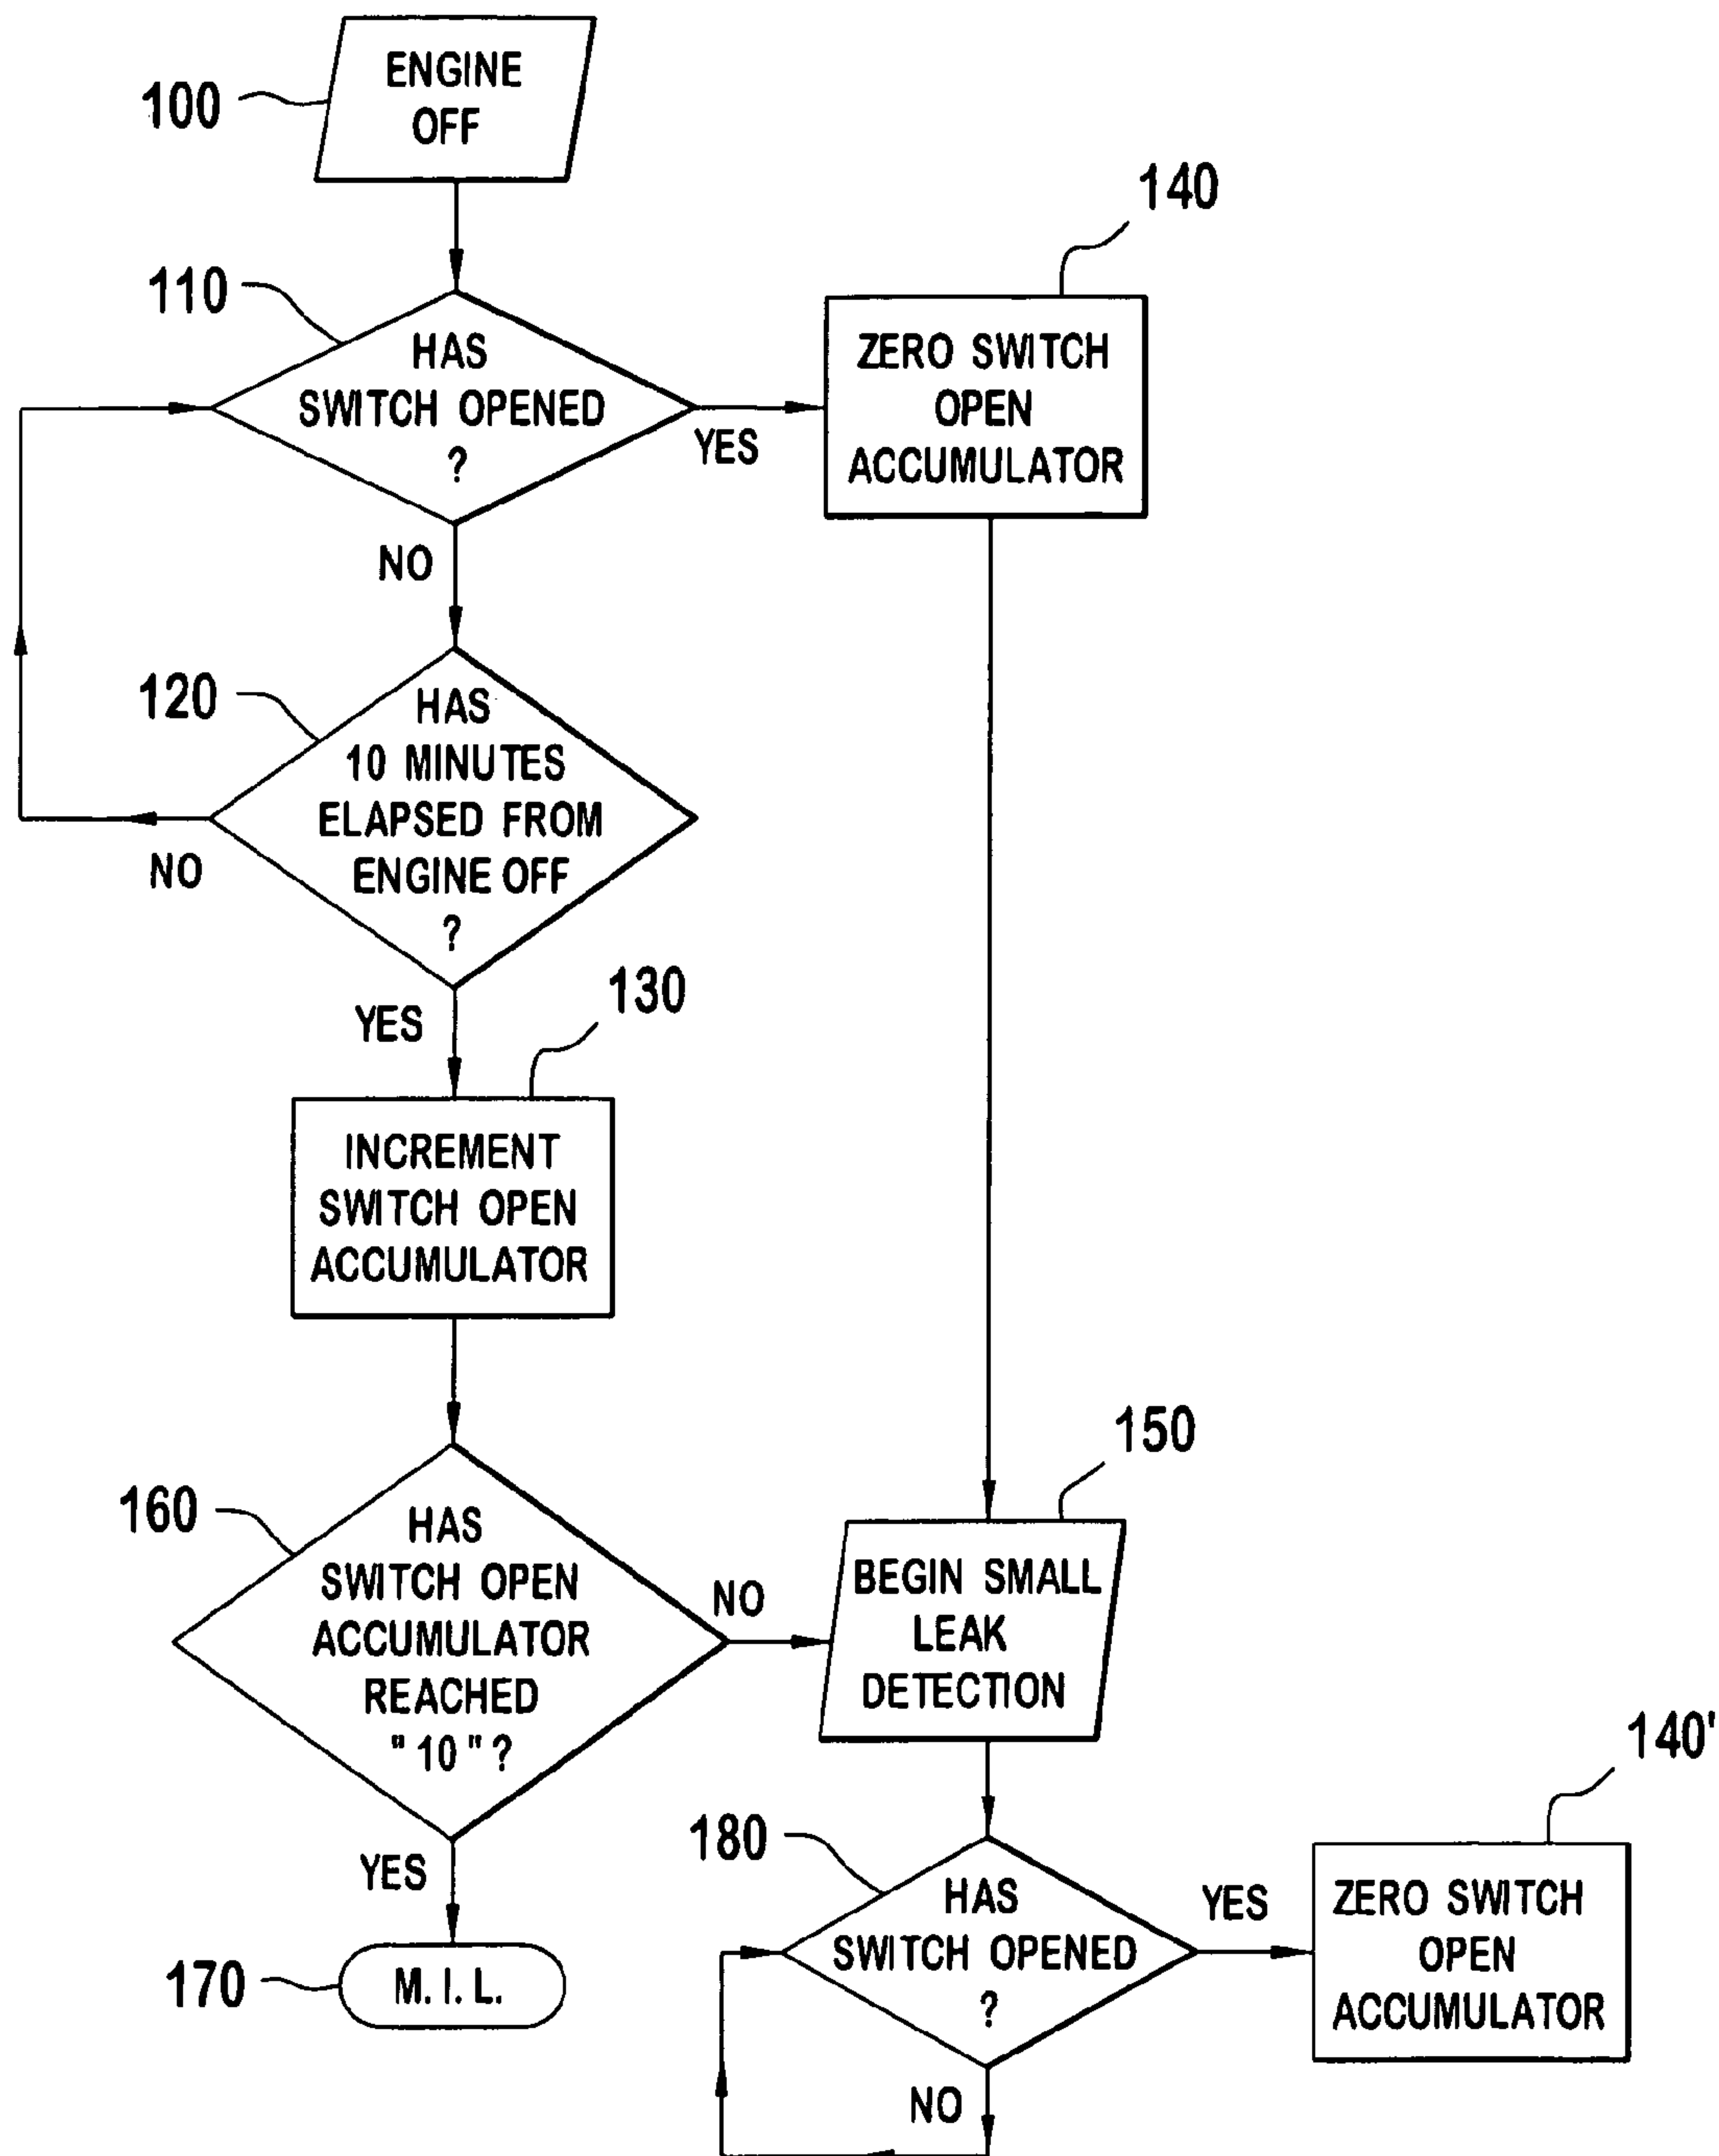 100
ENGINE
OFF
140
110
HAS
SWITCH OPENED
?
YES
ZERO SWITCH
OPEN
ACCUMULATOR
NO
120
HAS
10 MINUTES
ELAPSED FROM
ENGINE OFF
?
NO
YES
130
INCREMENT
SWITCH OPEN
ACCUMULATOR
160
HAS
SWITCH OPEN
ACCUMULATOR
REACHED
"10"?
NO
150
BEGIN SMALL
LEAK
DETECTION
YES
170
M. I. L.
180
HAS
SWITCH OPENED
?
YES
NO
140'
ZERO SWITCH
OPEN
ACCUMULATOR